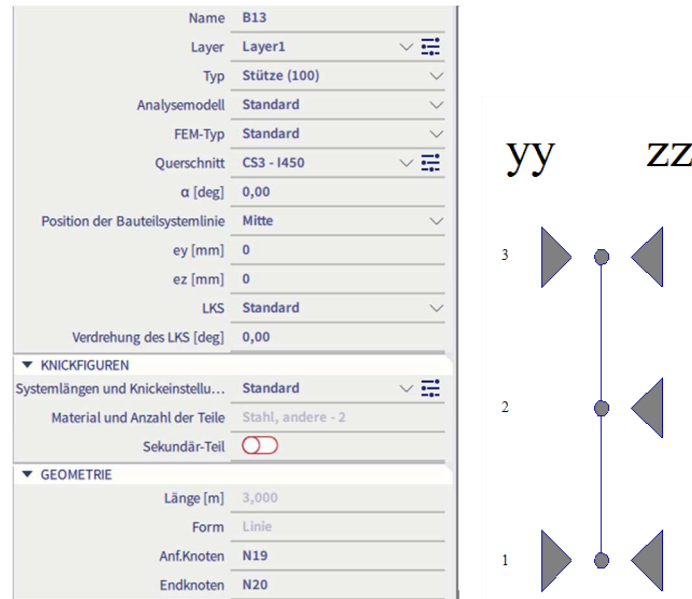 Name B13
Layer Layer1
Typ Stütze (100)
Analysemodell Standard
FEM-Typ Standard
Querschnitt CS3 - I450
α [deg] 0,00
Position der Bauteilsystemlinie Mitte
ey [mm] 0
ez [mm] 0
LKS Standard
Verdrehung des LKS [deg] 0,00
KNICKFIGUREN
Systemlängen und Knickeinstellu... Standard
Material und Anzahl der Teile Stahl, andere - 2
Sekundär-Teil
GEOMETRIE
Länge [m] 3,000
Form Linie
Anf.Knoten N19
Endknoten N20
yy zz
3
2
1